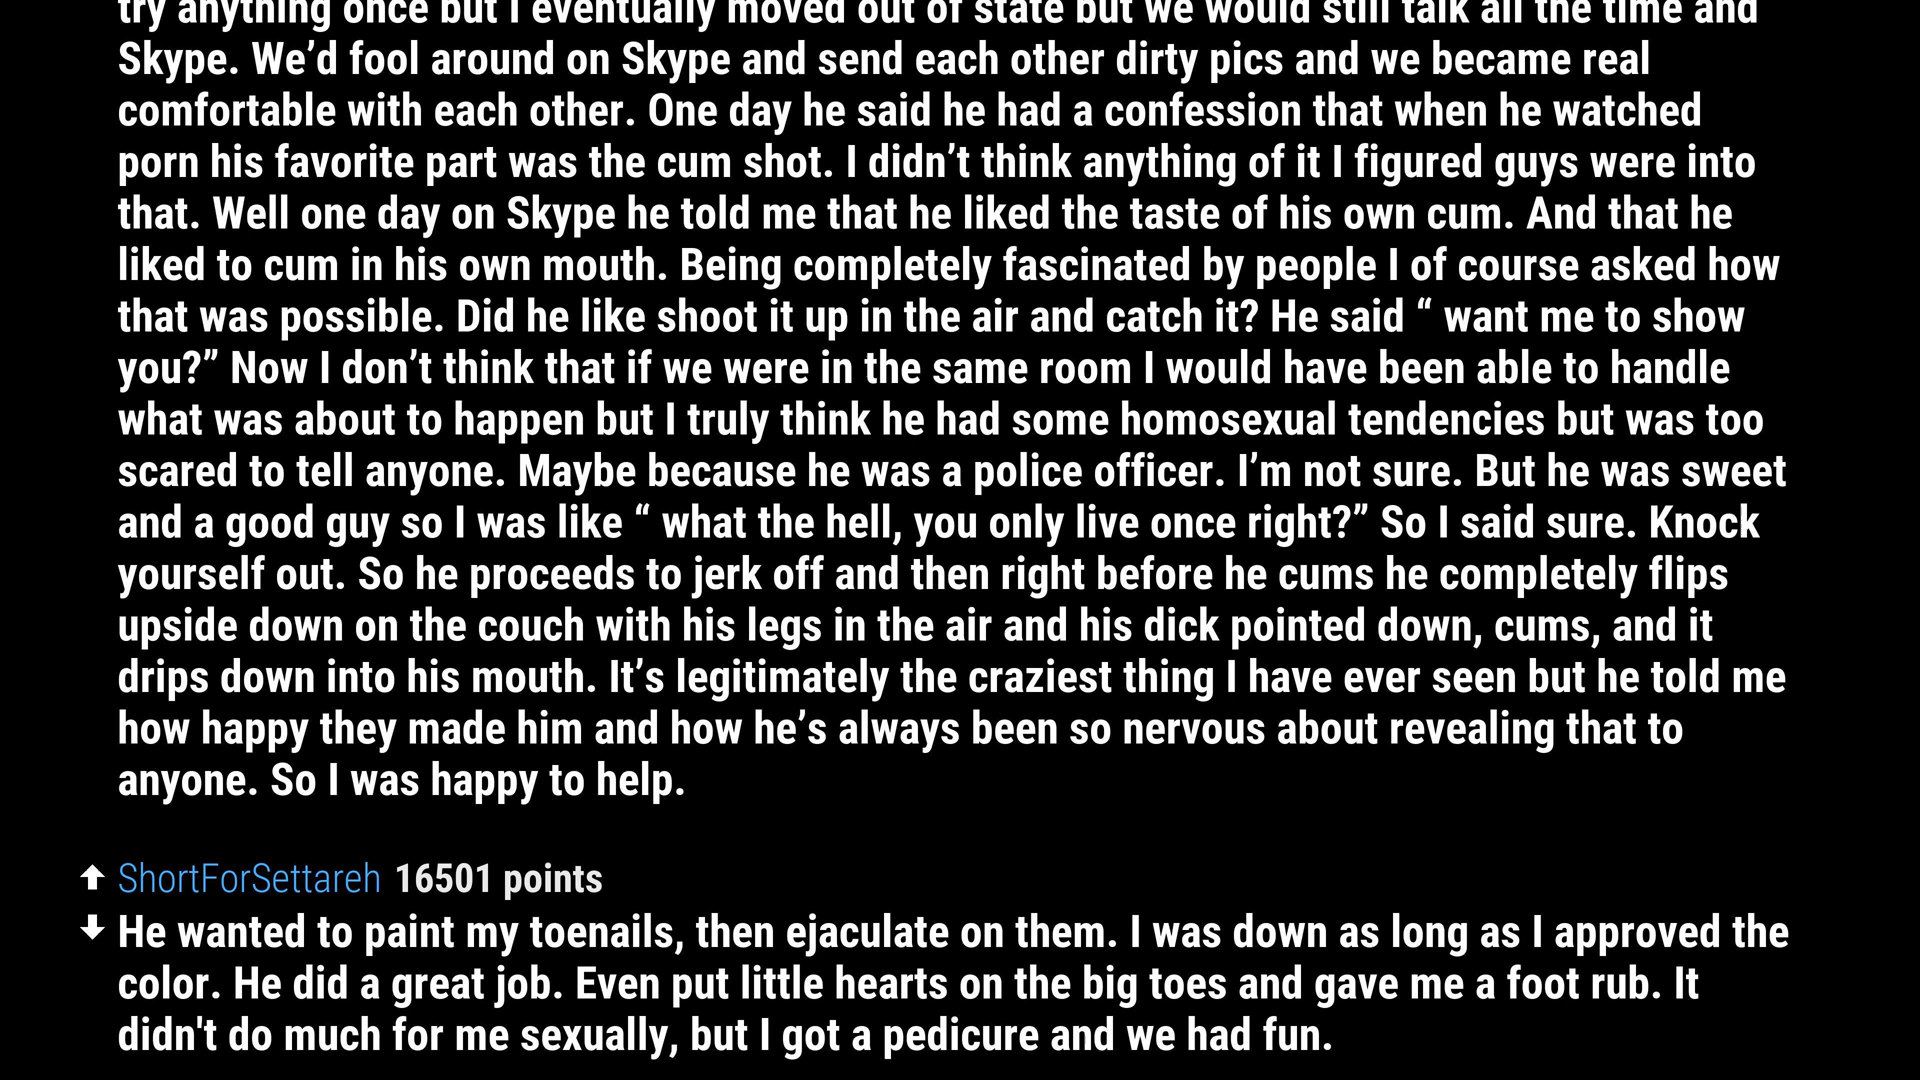 try anything once but I eventually moved out of state but we would still talk all the time and
Skype. We’d fool around on Skype and send each other dirty pics and we became real
comfortable with each other. One day he said he had a confession that when he watched
porn his favorite part was the cum shot. I didn’t think anything of it I figured guys were into
that. Well one day on Skype he told me that he liked the taste of his own cum. And that he
liked to cum in his own mouth. Being completely fascinated by people I of course asked how
that was possible. Did he like shoot it up in the air and catch it? He said “ want me to show
you?” Now I don’t think that if we were in the same room I would have been able to handle
what was about to happen but I truly think he had some homosexual tendencies but was too
scared to tell anyone. Maybe because he was a police officer. I’m not sure. But he was sweet
and a good guy so I was like “ what the hell, you only live once right?” So I said sure. Knock
yourself out. So he proceeds to jerk off and then right before he cums he completely flips
upside down on the couch with his legs in the air and his dick pointed down, cums, and it
drips down into his mouth. It’s legitimately the craziest thing I have ever seen but he told me
how happy they made him and how he’s always been so nervous about revealing that to
anyone. So I was happy to help.
ShortForSettareh 16501 points
He wanted to paint my toenails, then ejaculate on them. I was down as long as I approved the
color. He did a great job. Even put little hearts on the big toes and gave me a foot rub. It
didn't do much for me sexually, but I got a pedicure and we had fun.